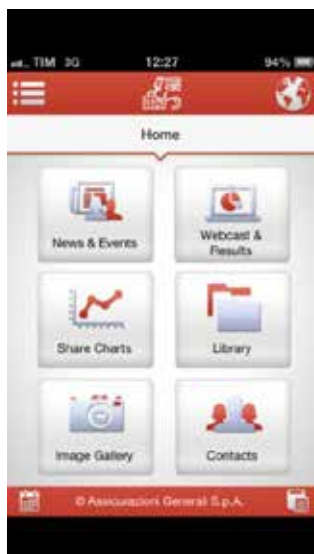 TIM 3G 12:27 94%
Home
News & Events
Webcast &
Results
Share Charts
Library
Image Gallery
Contacts
© Assicurazioni Generali S.p.A.